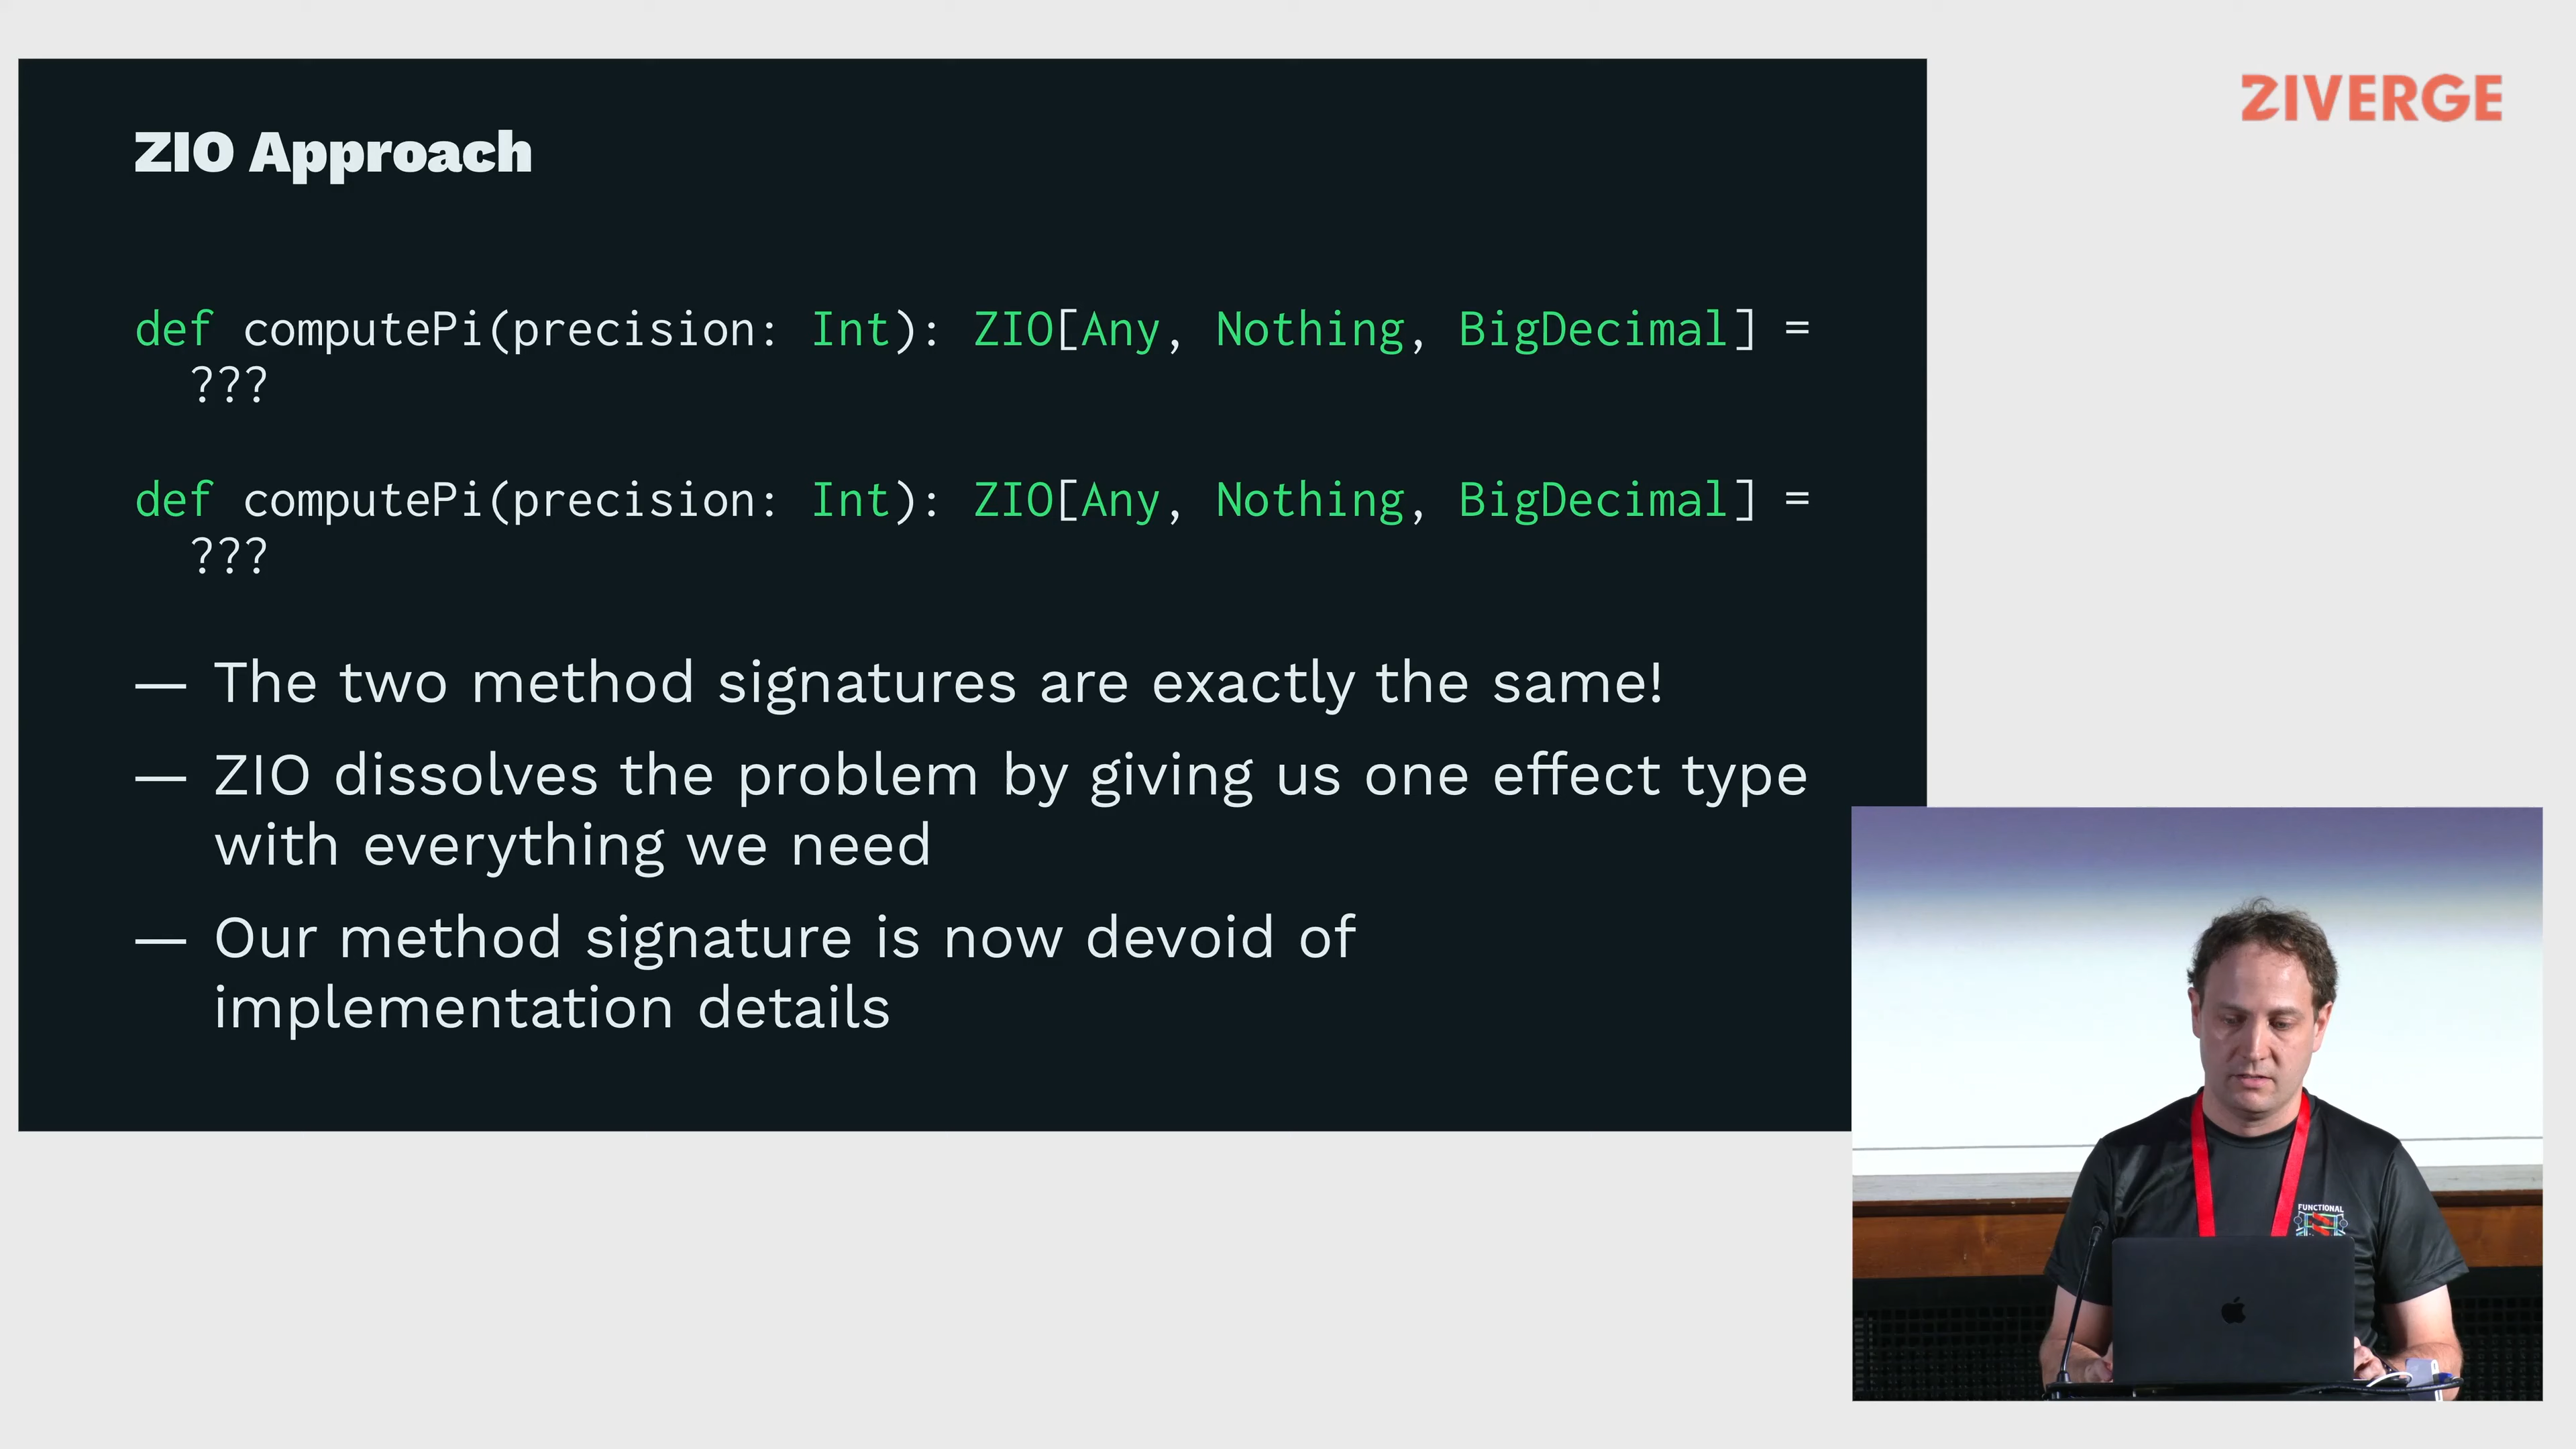 ZIVERGE
ZIO Approach
def computePi(precision: Int): ZIO[Any, Nothing, BigDecimal] =
???
def computePi(precision: Int): ZIO[Any, Nothing, BigDecimal] =
???
— The two method signatures are exactly the same!
— ZIO dissolves the problem by giving us one effect type
with everything we need
— Our method signature is now devoid of
implementation details
FUNCTIONAL